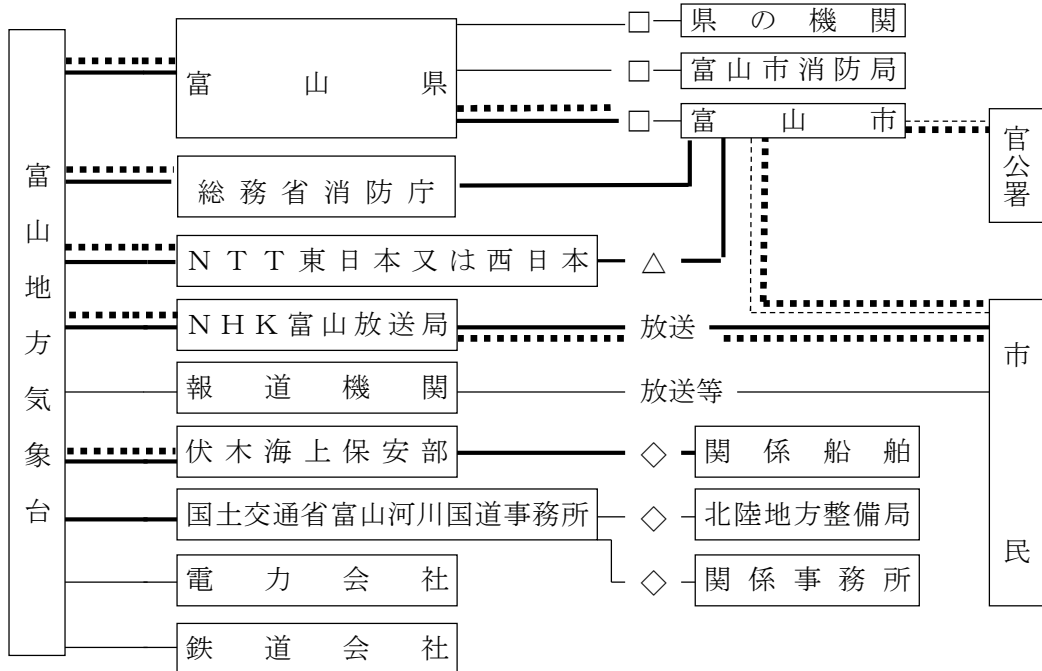 富山地方気象台
富山県
□
県の機関
□
富山市消防局
□
富山市
官公署
総務省消防庁
NTT東日本又は西日本
△
NHK富山放送局
放送
報道機関
放送等
市民
伏木海上保安部
◇
関係船舶
国土交通省富山河川国道事務所
◇
北陸地方整備局
◇
関係事務所
電力会社
鉄道会社